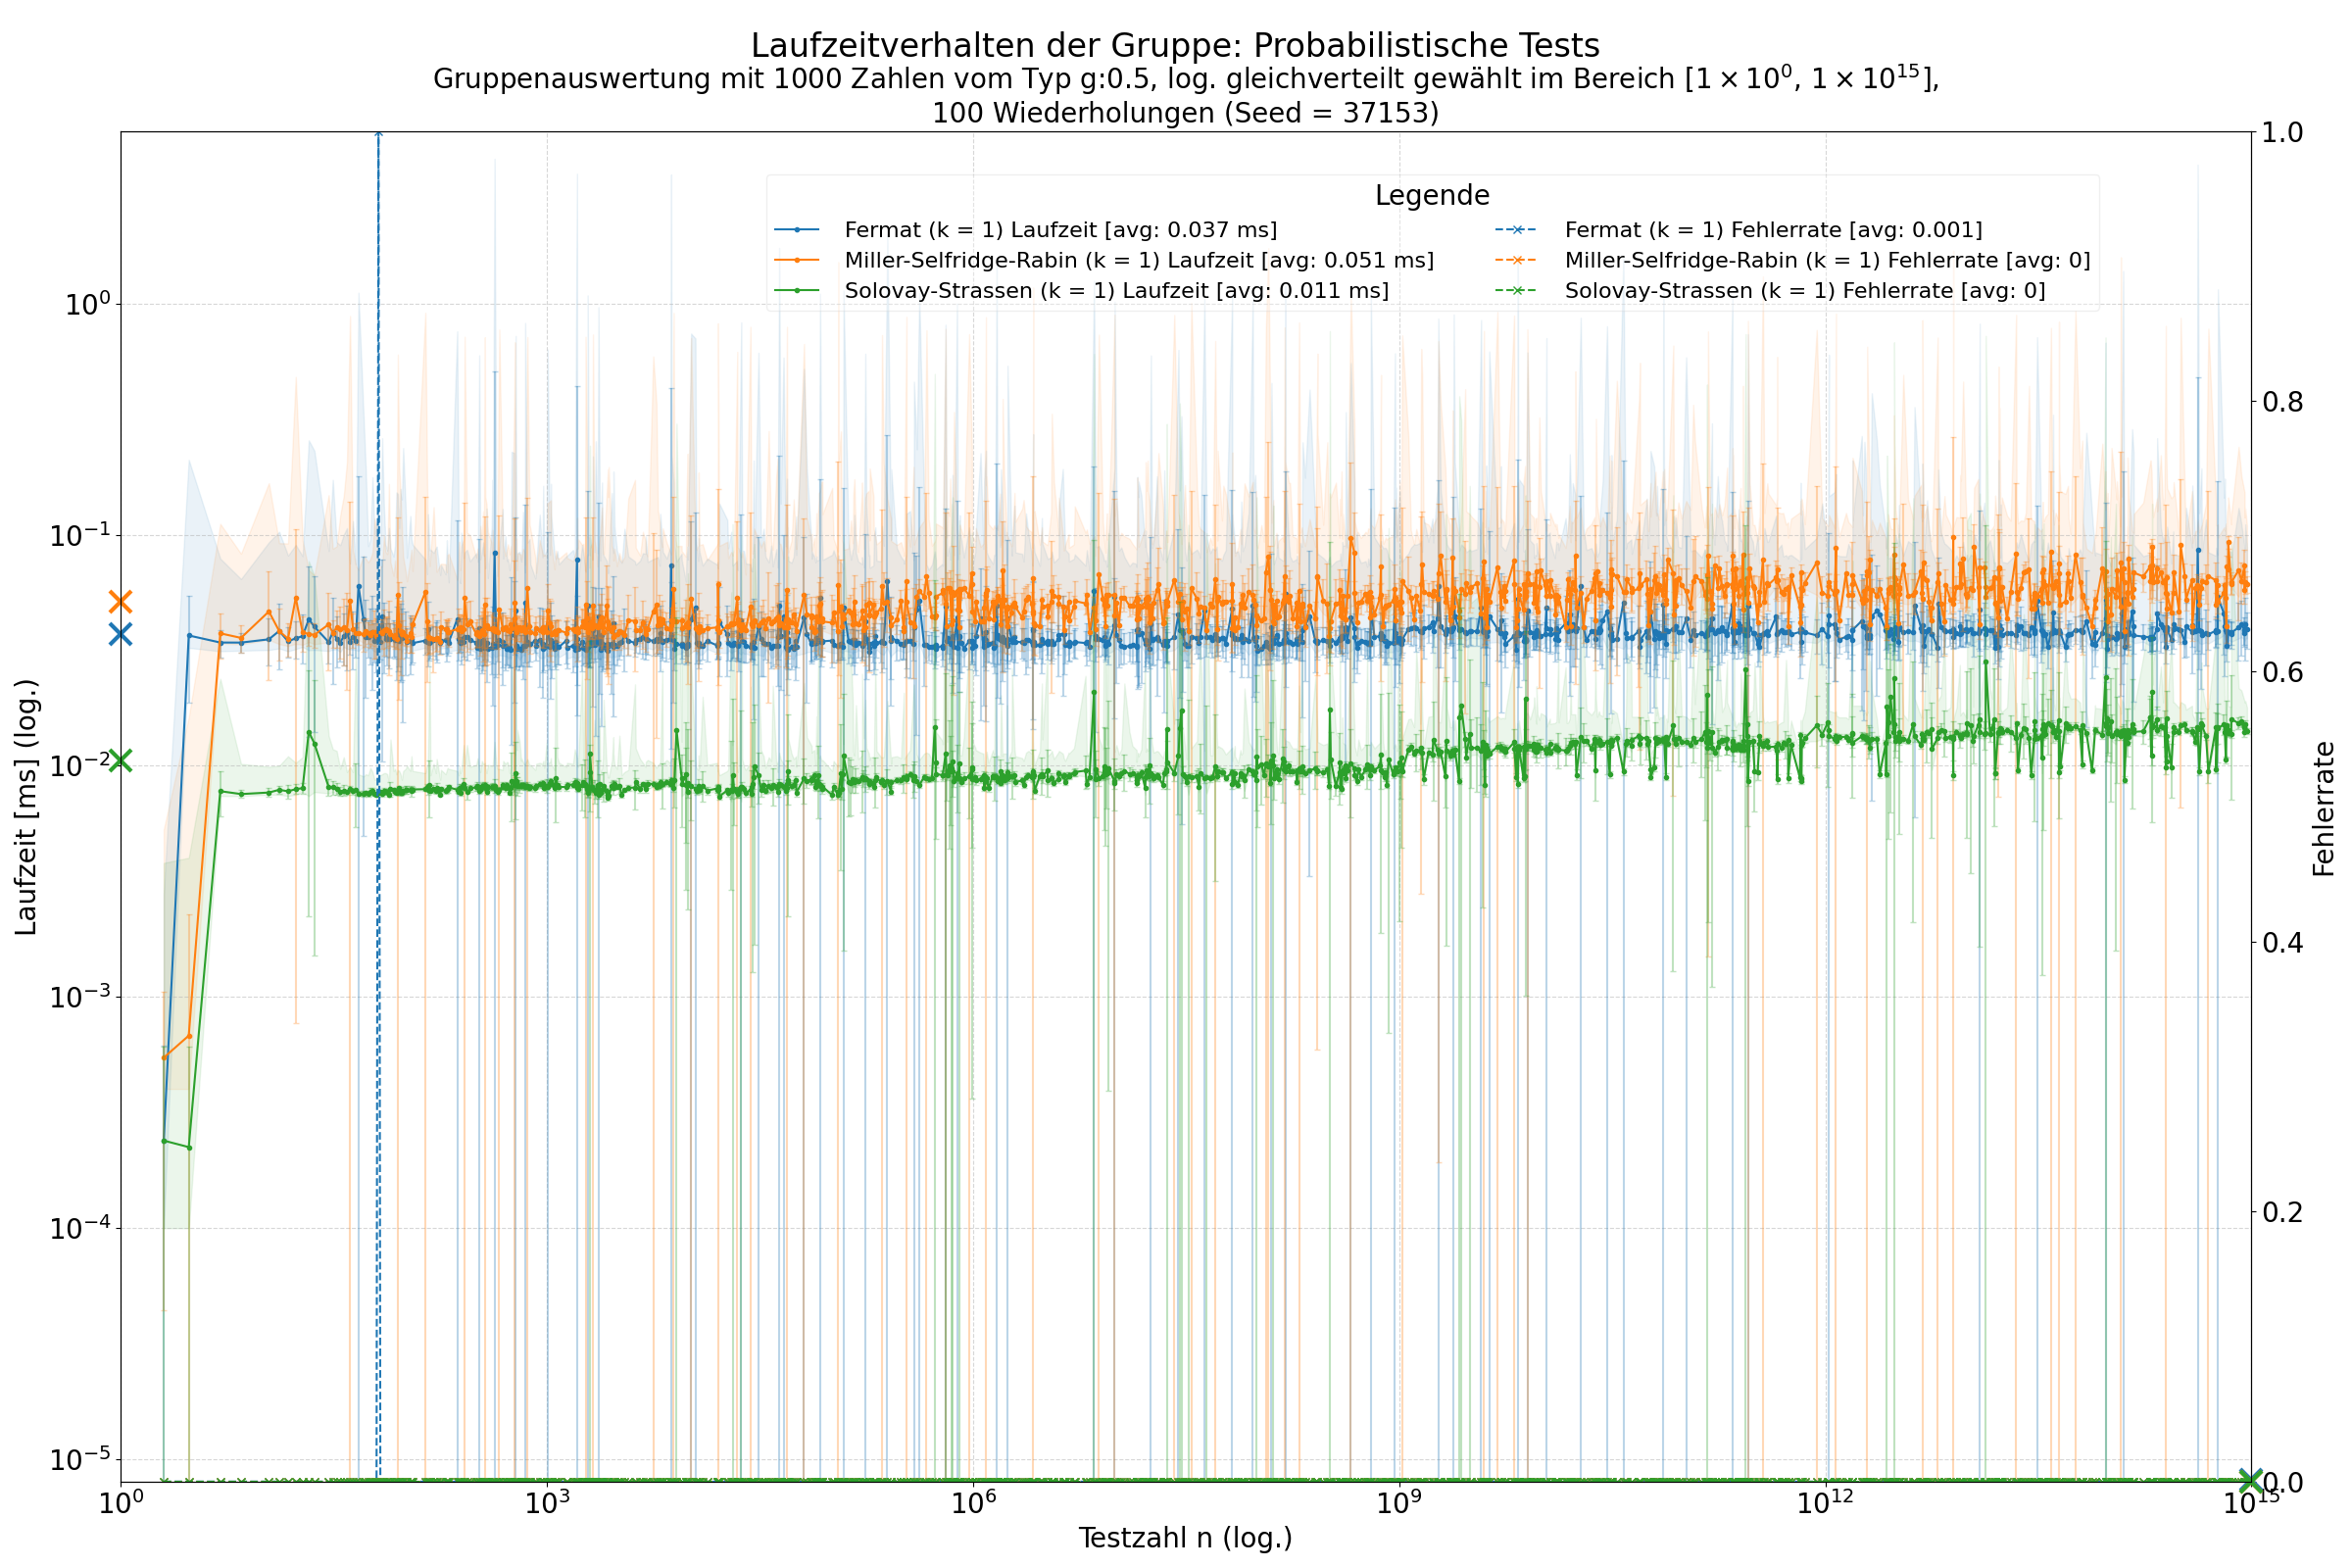 Laufzeitverhalten der Gruppe: Probabilistische Tests
Gruppenauswertung mit 1000 Zahlen vom Typ g:0.5, log. gleichverteilt gewählt im Bereich [1 × 10⁰, 1 × 10¹⁵],
100 Wiederholungen (Seed = 37153)
Legende
Fermat (k = 1) Laufzeit [avg: 0.037 ms]
Miller-Selfridge-Rabin (k = 1) Laufzeit [avg: 0.051 ms]
Solovay-Strassen (k = 1) Laufzeit [avg: 0.011 ms]
Fermat (k = 1) Fehlerrate [avg: 0.001]
Miller-Selfridge-Rabin (k = 1) Fehlerrate [avg: 0]
Solovay-Strassen (k = 1) Fehlerrate [avg: 0]
Laufzeit [ms] (log.)
10⁰
10⁻¹
10⁻²
10⁻³
10⁻⁴
10⁻⁵
10⁰
10³
10⁶
10⁹
10¹²
10¹⁵
Testzahl n (log.)
1.0
0.8
0.6
0.4
0.2
0.0
Fehlerrate